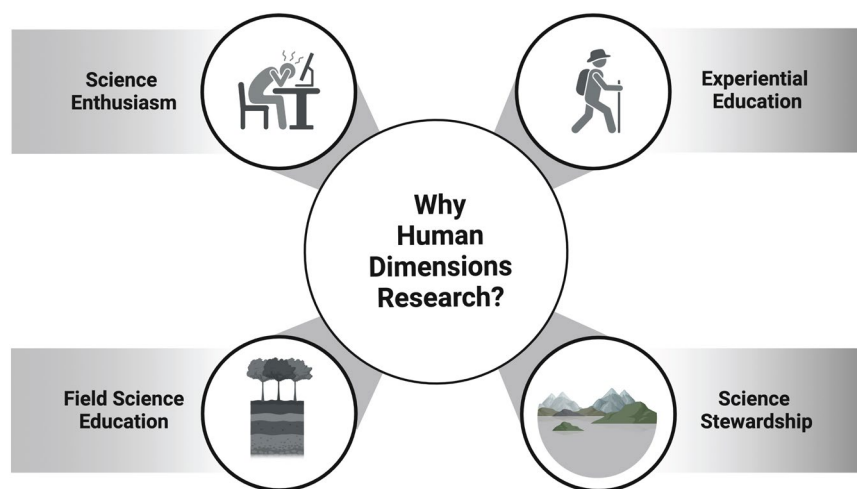 Science
Enthusiasm
Experiential
Education
Why
Human
Dimensions
Research?
Field Science
Education
Science
Stewardship